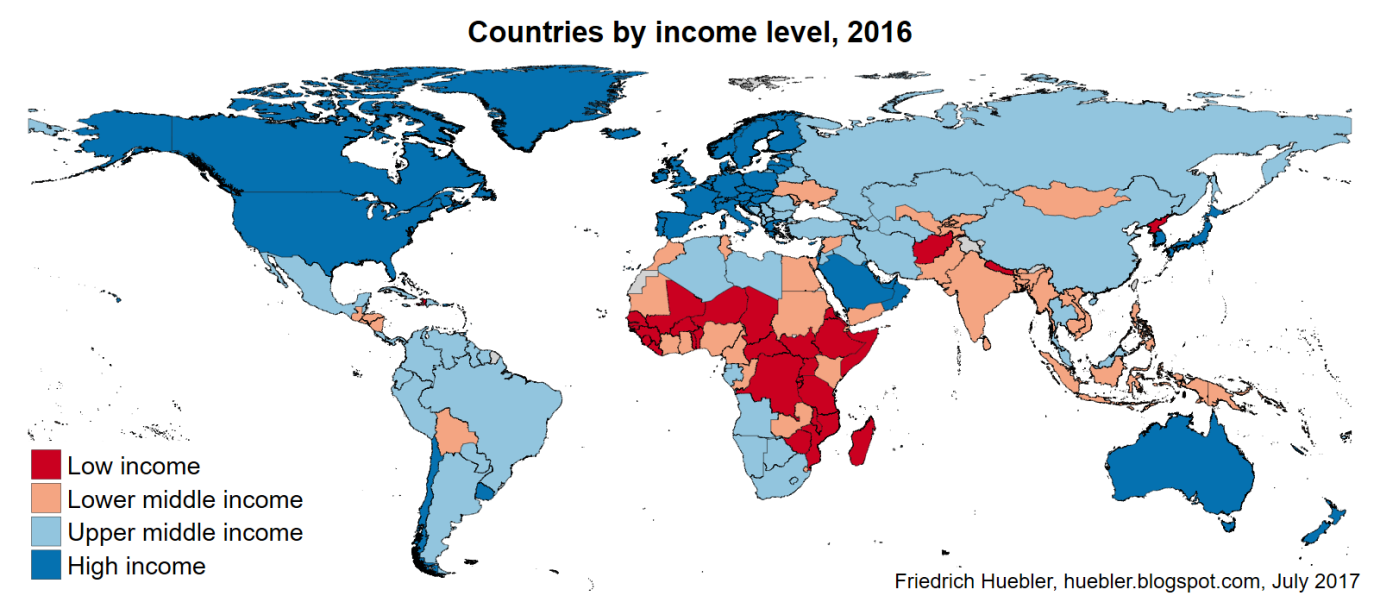 Countries by income level, 2016
Low income
Lower middle income
Upper middle income
High income
Friedrich Huebler, huebler.blogspot.com, July 2017